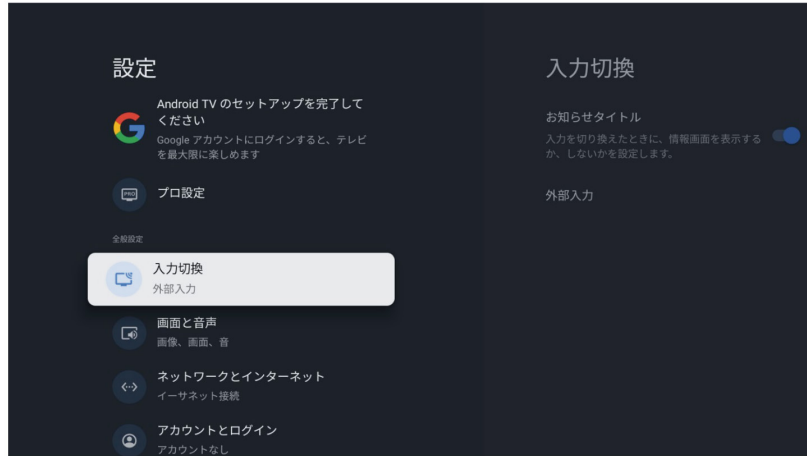 設定
Android TV のセットアップを完了して
ください
Google アカウントにログインすると、テレビ
を最大限に楽しめます
PRO
プロ設定
全般設定
入力切換
外部入力
画面と音声
画像、画面、音
ネットワークとインターネット
イーサネット接続
アカウントとログイン
アカウントなし
入力切換
お知らせタイトル
入力を切り換えたときに、情報画面を表示する
か、しないかを設定します。
外部入力